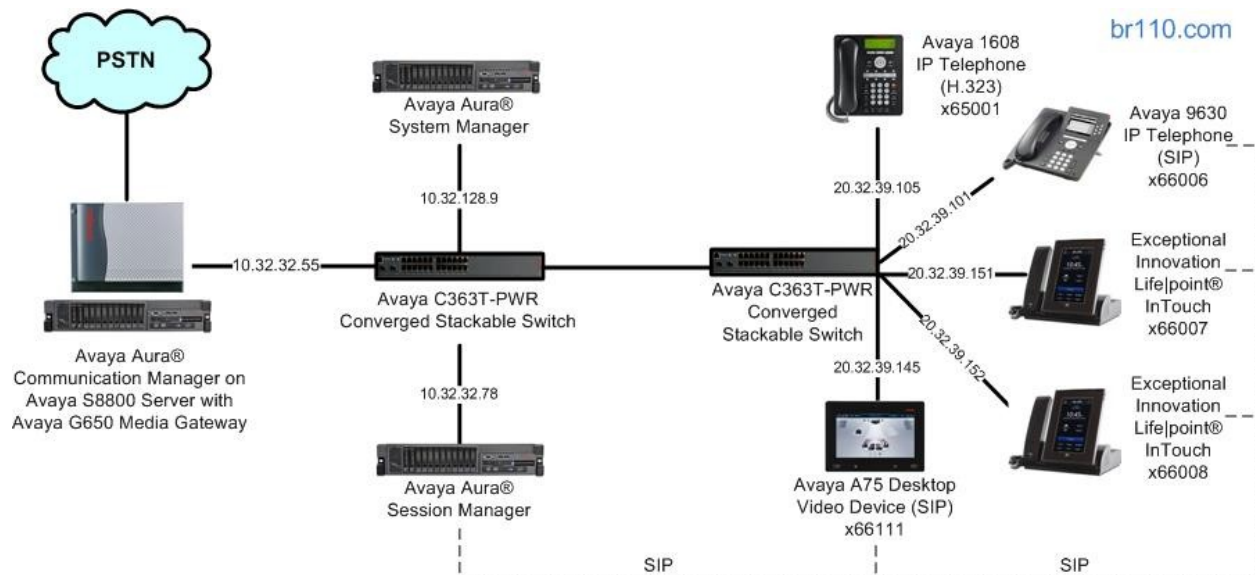 br110.com
PSTN
Avaya Aura®
System Manager
Avaya 1608
IP Telephone
(H.323)
x65001
Avaya 9630
IP Telephone
(SIP)
x66006
10.32.128.9
20.32.39.105
20.32.39.101
10.32.32.55
20.32.39.151
Exceptional
Innovation
Life|point®
InTouch
x66007
Avaya C363T-PWR
Converged Stackable Switch
Avaya C363T-PWR
Converged
Stackable Switch
20.32.39.152
Avaya Aura®
Communication Manager on
Avaya S8800 Server with
Avaya G650 Media Gateway
10.32.32.78
20.32.39.145
Exceptional
Innovation
Life|point®
InTouch
x66008
Avaya Aura®
Session Manager
Avaya A75 Desktop
Video Device (SIP)
x66111
SIP
SIP